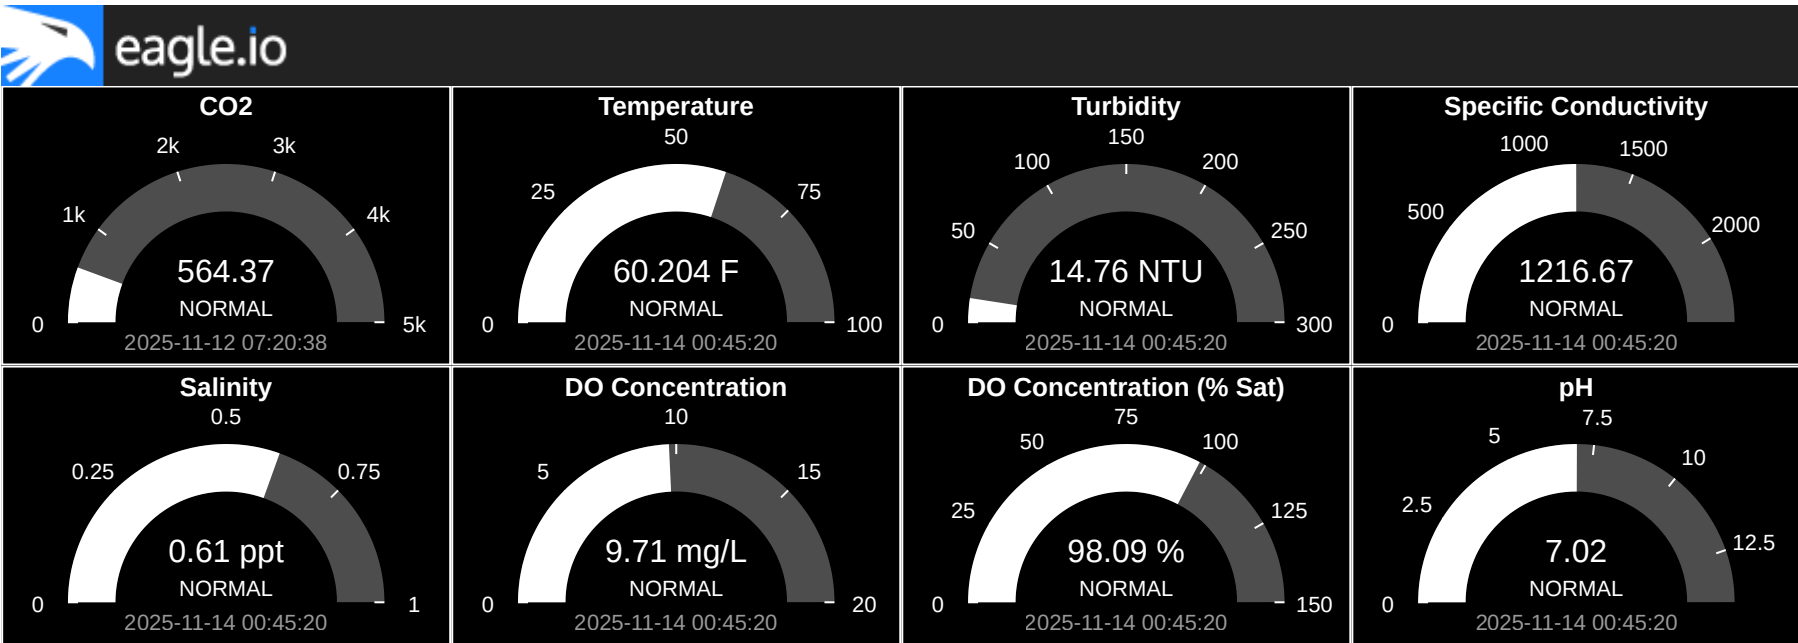 eagle.io
CO2
0
1k
2k
3k
4k
5k
564.37
NORMAL
2025-11-12 07:20:38
Temperature
0
25
50
75
100
60.204 F
NORMAL
2025-11-14 00:45:20
Turbidity
0
50
100
150
200
250
300
14.76 NTU
NORMAL
2025-11-14 00:45:20
Specific Conductivity
0
500
1000
1500
2000
1216.67
NORMAL
2025-11-14 00:45:20
Salinity
0
0.25
0.5
0.75
1
0.61 ppt
NORMAL
2025-11-14 00:45:20
DO Concentration
0
5
10
15
20
9.71 mg/L
NORMAL
2025-11-14 00:45:20
DO Concentration (% Sat)
0
25
50
75
100
125
150
98.09 %
NORMAL
2025-11-14 00:45:20
pH
0
2.5
5
7.5
10
12.5
7.02
NORMAL
2025-11-14 00:45:20